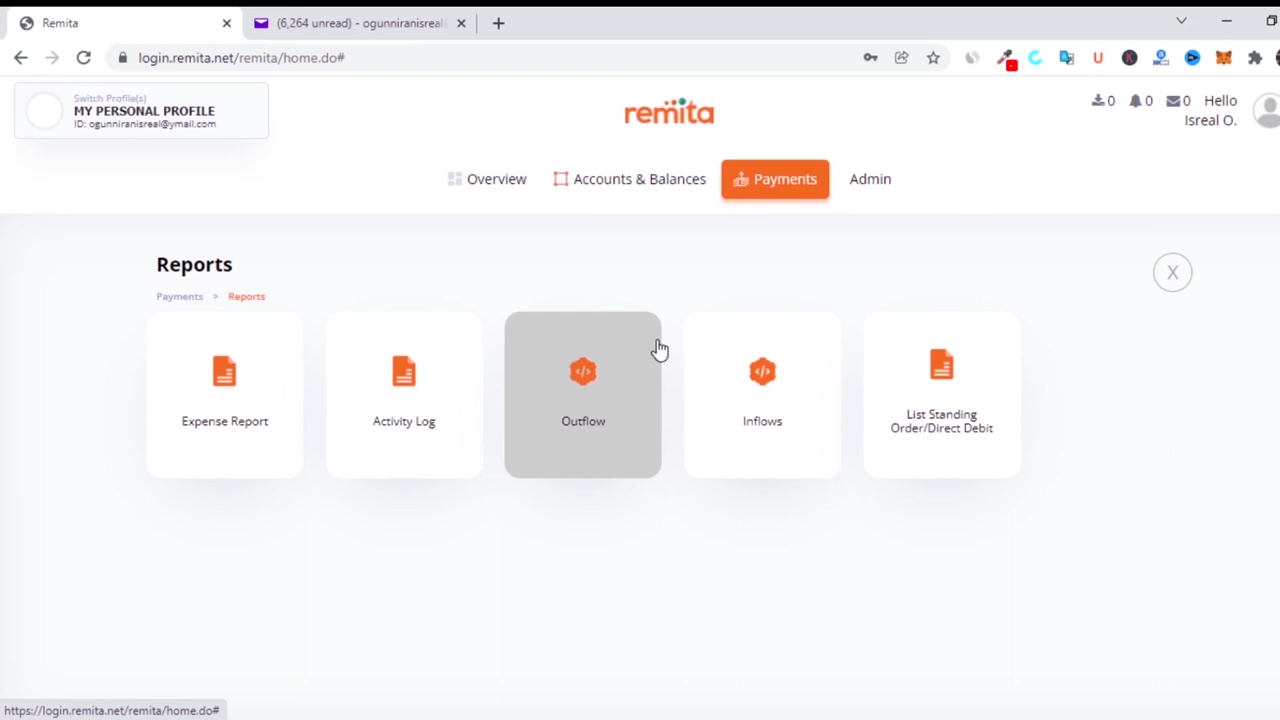 Remita
(6,264 unread) - ogunniranisreal
login.remita.net/remita/home.do#
Switch Profile(s)
MY PERSONAL PROFILE
ID: ogunniranisreal@ymail.com
remita
0
0
0
Hello
Isreal O.
Overview
Accounts & Balances
Payments
Admin
Reports
X
Payments > Reports
Expense Report
Activity Log
Outflow
Inflows
List Standing
Order/Direct Debit
https://login.remita.net/remita/home.do#